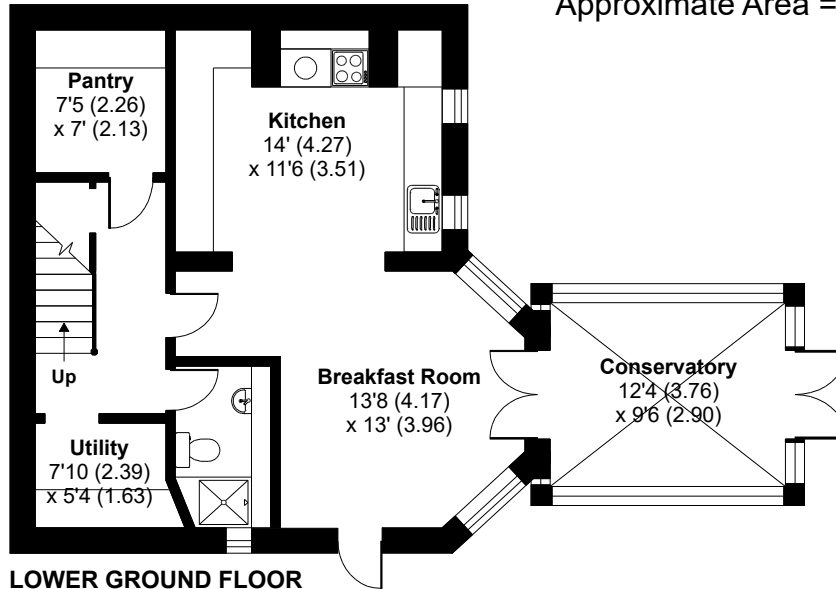 Approximate Area =
Pantry
7'5 (2.26)
x 7' (2.13)
Kitchen
14' (4.27)
x 11'6 (3.51)
Up
Breakfast Room
13'8 (4.17)
x 13' (3.96)
Conservatory
12'4 (3.76)
x 9'6 (2.90)
Utility
7'10 (2.39)
x 5'4 (1.63)
LOWER GROUND FLOOR